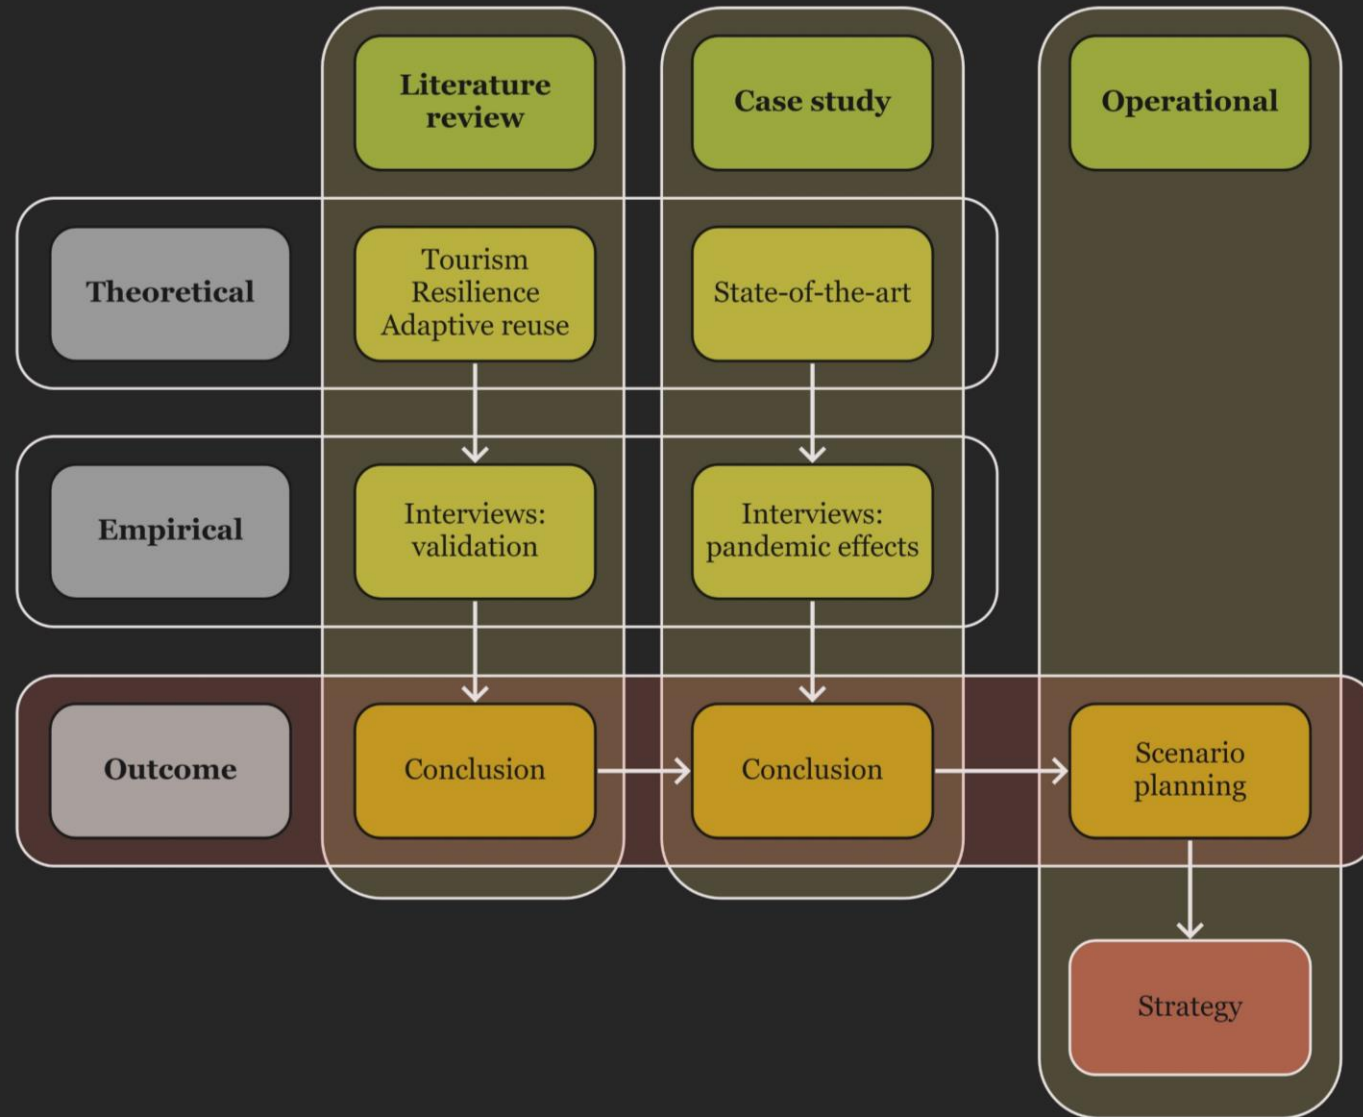 Literature
review
Case study
Operational
Theoretical
Tourism
Resilience
Adaptive reuse
State-of-the-art
Empirical
Interviews:
validation
Interviews:
pandemic effects
Outcome
Conclusion
Conclusion
Scenario
planning
Strategy